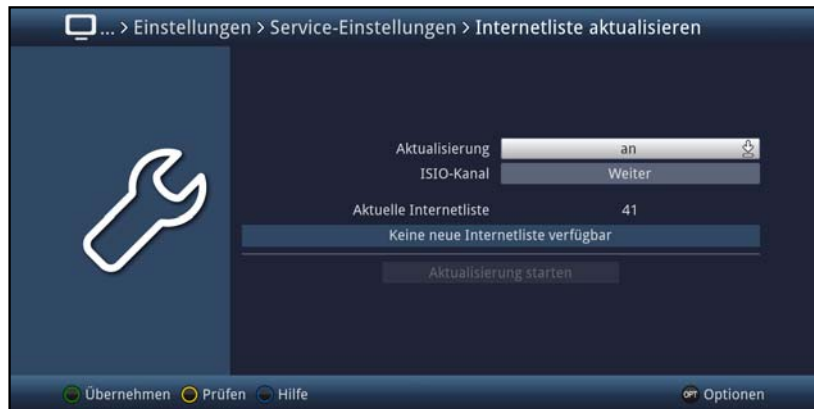 ... > Einstellungen > Service-Einstellungen > Internetliste aktualisieren
Aktualisierung an
ISIO-Kanal Weiter
Aktuelle Internetliste 41
Keine neue Internetliste verfügbar
Aktualisierung starten
Übernehmen Prüfen Hilfe OPT Optionen